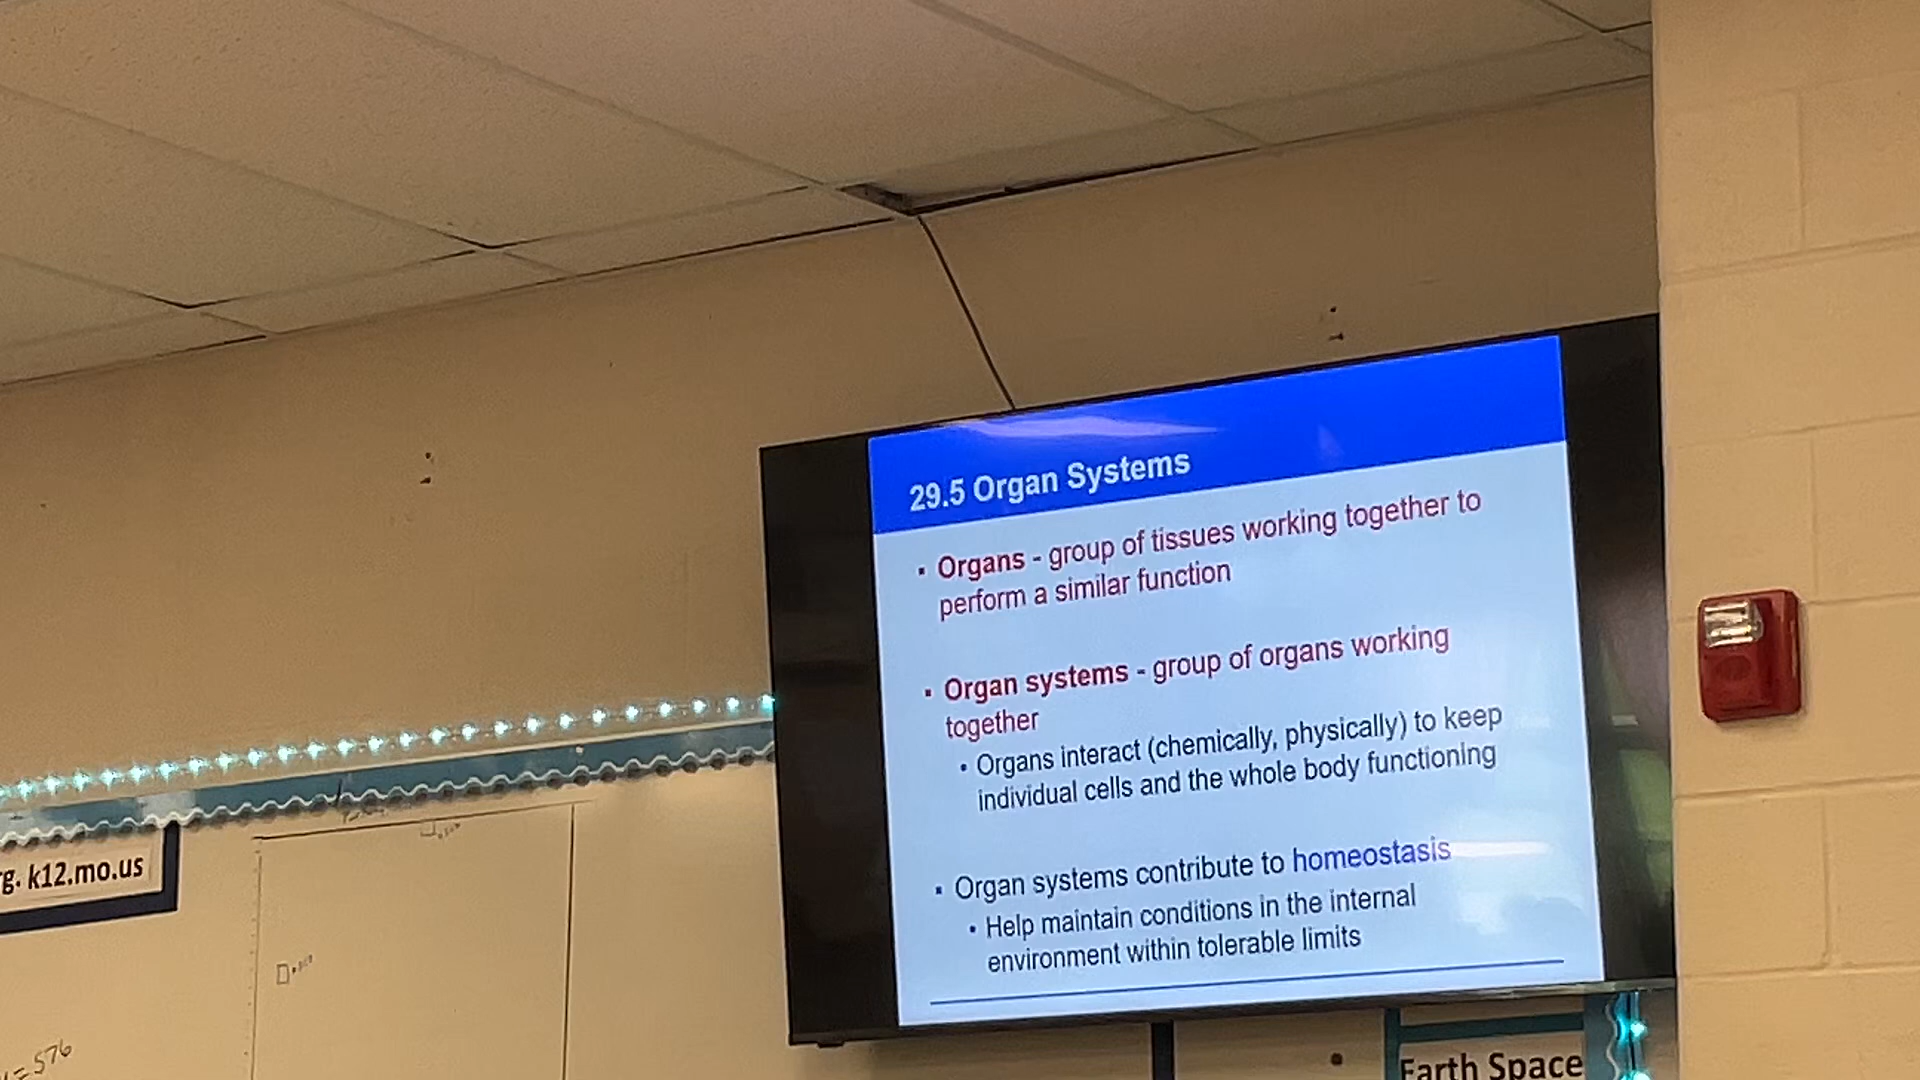 29.5 Organ Systems
▪ Organs - group of tissues working together to
perform a similar function
▪ Organ systems - group of organs working
together
• Organs interact (chemically, physically) to keep
individual cells and the whole body functioning
▪ Organ systems contribute to homeostasis
• Help maintain conditions in the internal
environment within tolerable limits
g. k12.mo.us
= 576
Earth Space